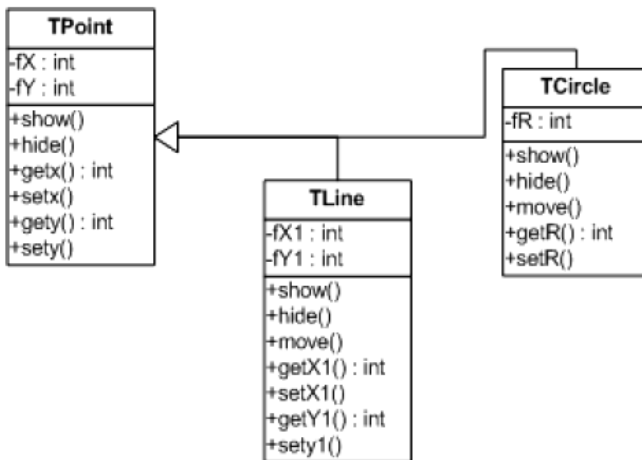 TPoint
-fX : int
-fY : int
+show()
+hide()
+getx() : int
+setx()
+gety() : int
+sety()
TLine
-fX1 : int
-fY1 : int
+show()
+hide()
+move()
+getX1() : int
+setX1()
+getY1() : int
+sety1()
TCircle
-fR : int
+show()
+hide()
+move()
+getR() : int
+setR()